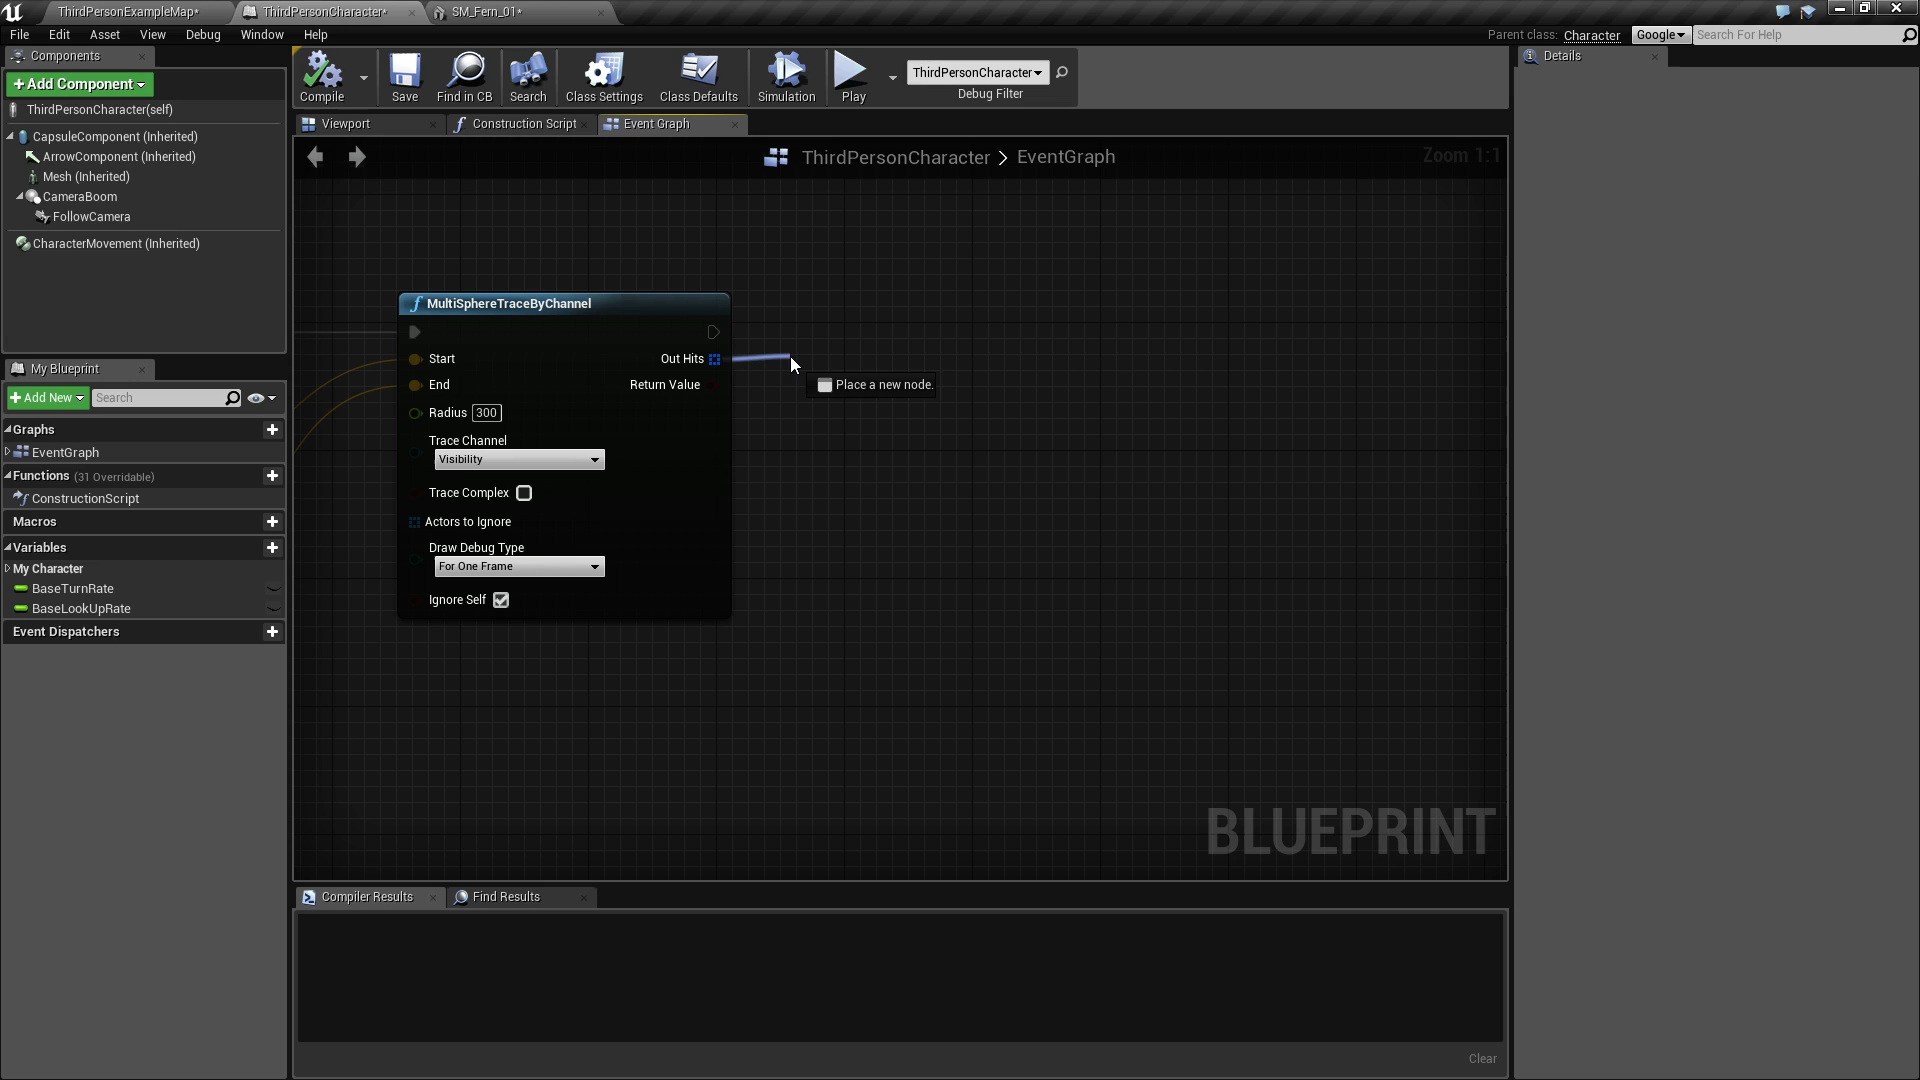 ThirdPersonExampleMap*
ThirdPersonCharacter*
SM_Fern_01*
File Edit Asset View Debug Window Help
Parent class: Character
Google
Search For Help
Components
+Add Component
ThirdPersonCharacter(self)
CapsuleComponent (Inherited)
ArrowComponent (Inherited)
Mesh (Inherited)
CameraBoom
FollowCamera
CharacterMovement (Inherited)
My Blueprint
+Add New
Search
Graphs
EventGraph
Functions (31 Overridable)
ConstructionScript
Macros
Variables
My Character
BaseTurnRate
BaseLookUpRate
Event Dispatchers
Compile
Save
Find in CB
Search
Class Settings
Class Defaults
Simulation
Play
ThirdPersonCharacter
Debug Filter
Viewport
Construction Script
Event Graph
ThirdPersonCharacter > EventGraph
Zoom 1:1
MultiSphereTraceByChannel
Start
Out Hits
End
Return Value
Radius 300
Trace Channel
Visibility
Trace Complex
Actors to Ignore
Draw Debug Type
For One Frame
Ignore Self
Place a new node.
BLUEPRINT
Compiler Results
Find Results
Clear
Details